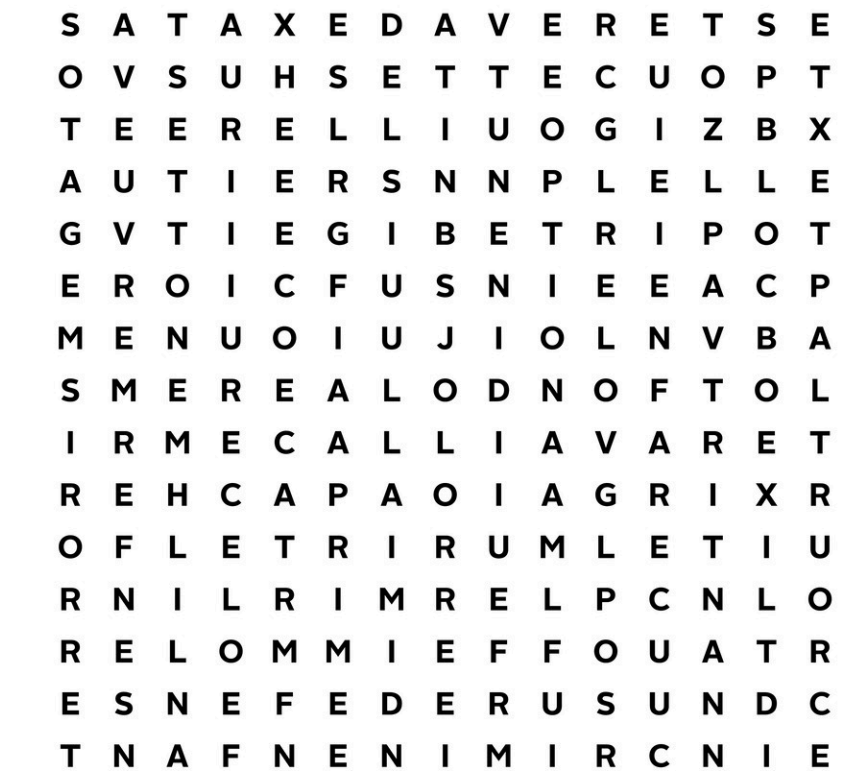 S A T A X E D A V E R E T S E
O V S U H S E T T E C U O P T
T E E R E L L I U O G I Z B X
A U T I E R S N N P L E L L E
G V T I E G I B E T R I P O T
E R O I C F U S N I E E A C P
M E N U O I U J I O L N V B A
S M E R E A L O D N O F T O L
I R M E C A L L I A V A R E T
R E H C A P A O I A G R I X R
O F L E T R I R U M L E T I U
R N I L R I M R E L P C N L O
R E L O M M I E F F O U A T R
E S N E F E D E R U S U N D C
T N A F N E N I M I R C N I E